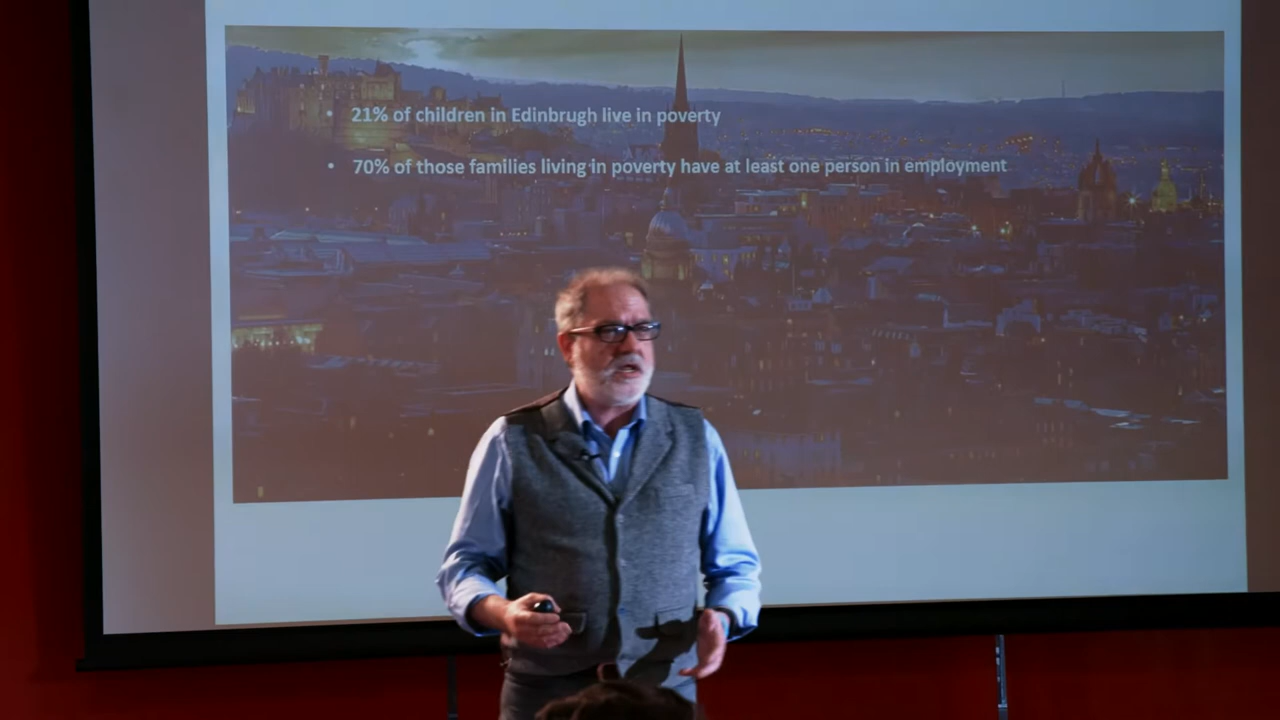 • 21% of children in Edinbrugh live in poverty
• 70% of those families living in poverty have at least one person in employment